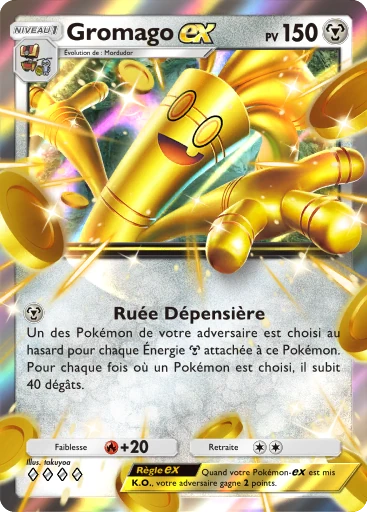 NIVEAU 1
Gromago ex
PV 150
Évolution de : Mordudor
Ruée Dépensière
Un des Pokémon de votre adversaire est choisi au
hasard pour chaque Énergie attachée à ce Pokémon.
Pour chaque fois où un Pokémon est choisi, il subit
40 dégâts.
Faiblesse +20 Retraite
Illus. tokuyoa
Règle ex
Quand votre Pokémon-ex est mis
K.O., votre adversaire gagne 2 points.